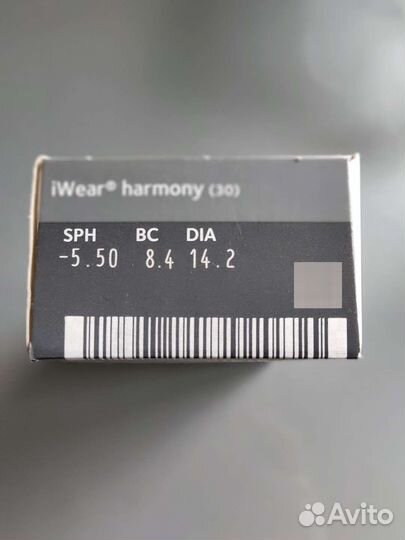 iWear® harmony (30)
SPH BC DIA
-5.50 8.4 14.2
Avito